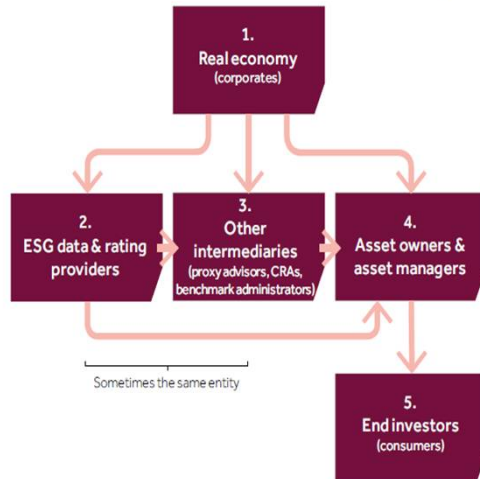 1.
Real economy
(corporates)
2.
ESG data & rating
providers
3.
Other
intermediaries
(proxy advisors, CRAs,
benchmark administrators)
4.
Asset owners &
asset managers
Sometimes the same entity
5.
End investors
(consumers)